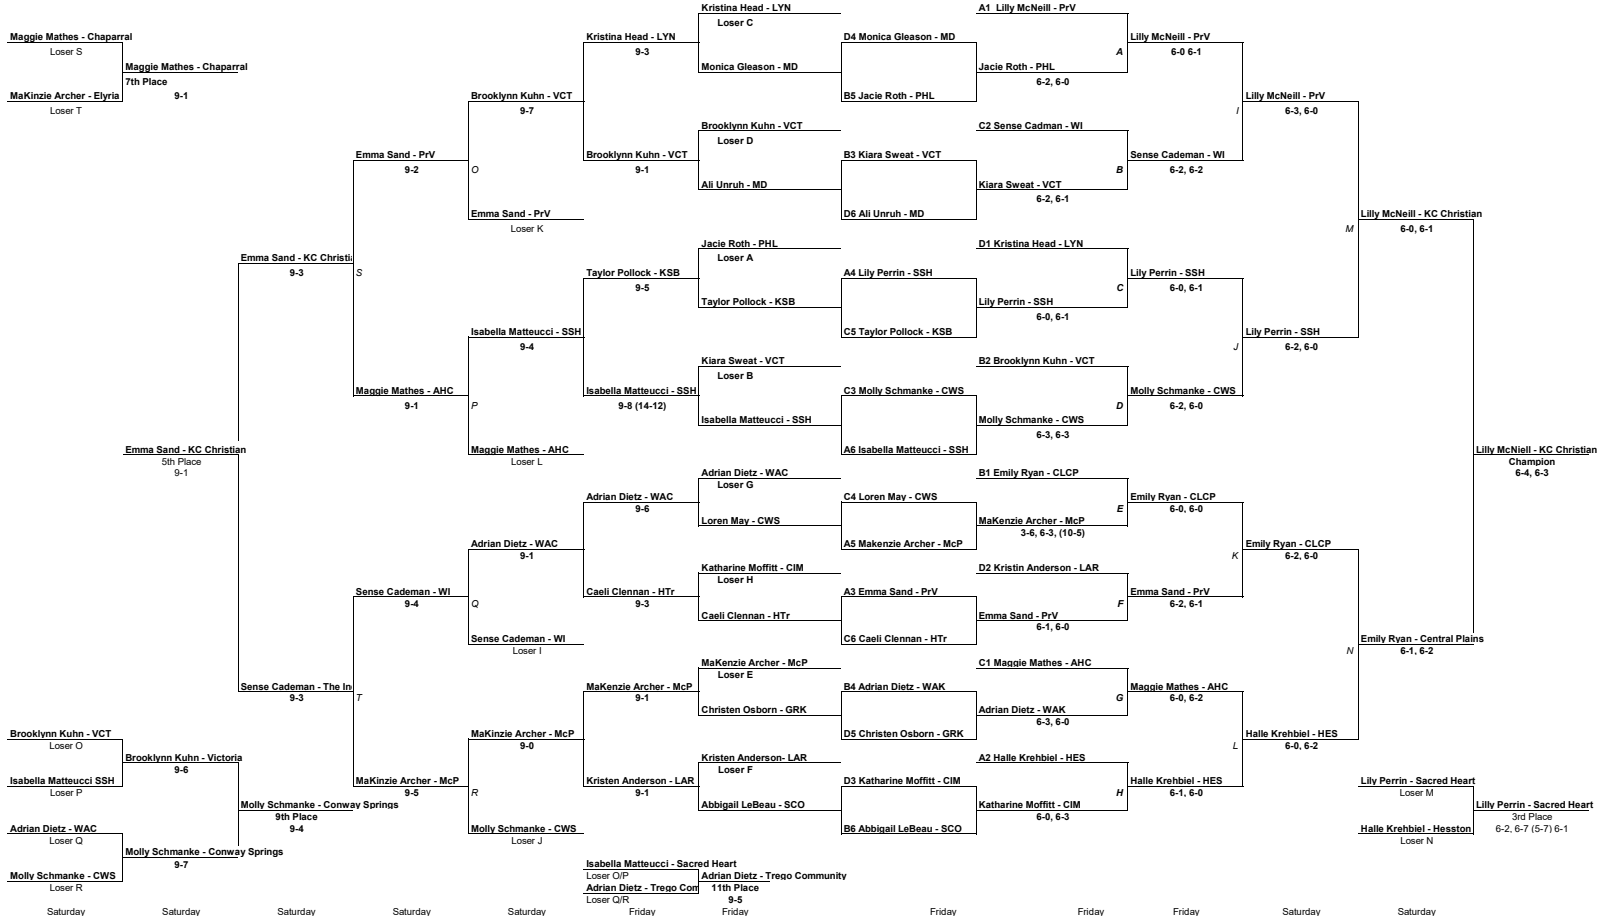 Kristina Head - LYN
Loser C
A1  Lilly McNeill - PrV
Maggie Mathes - Chaparral
Loser S
Kristina Head - LYN
9-3
D4 Monica Gleason - MD
A
Lilly McNeill - PrV
6-0 6-1
Maggie Mathes - Chaparral
7th Place
9-1
Monica Gleason - MD
Jacie Roth - PHL
6-2, 6-0
MaKinzie Archer - Elyria
Loser T
Brooklynn Kuhn - VCT
9-7
B5 Jacie Roth - PHL
I
Lilly McNeill - PrV
6-3, 6-0
Brooklynn Kuhn - VCT
Loser D
C2 Sense Cadman - WI
Emma Sand - PrV
9-2
O
Brooklynn Kuhn - VCT
9-1
B3 Kiara Sweat - VCT
B
Sense Cademan - WI
6-2, 6-2
Ali Unruh - MD
Kiara Sweat - VCT
6-2, 6-1
Emma Sand - PrV
Loser K
D6 Ali Unruh - MD
M
Lilly McNeill - KC Christian
6-0, 6-1
Jacie Roth - PHL
Loser A
D1 Kristina Head - LYN
Emma Sand - KC Christi
9-3
S
Taylor Pollock - KSB
9-5
A4 Lily Perrin - SSH
C
Lily Perrin - SSH
6-0, 6-1
Taylor Pollock - KSB
Lily Perrin - SSH
6-0, 6-1
Isabella Matteucci - SSH
9-4
C5 Taylor Pollock - KSB
J
Lily Perrin - SSH
6-2, 6-0
Kiara Sweat - VCT
Loser B
B2 Brooklynn Kuhn - VCT
Maggie Mathes - AHC
9-1
P
Isabella Matteucci - SSH
9-8 (14-12)
C3 Molly Schmanke - CWS
D
Molly Schmanke - CWS
6-2, 6-0
Isabella Matteucci - SSH
Molly Schmanke - CWS
6-3, 6-3
Emma Sand - KC Christian
5th Place
9-1
Maggie Mathes - AHC
Loser L
A6 Isabella Matteucci - SSH
Lilly McNiell - KC Christian
Champion
6-4, 6-3
Adrian Dietz - WAC
Loser G
B1 Emily Ryan - CLCP
Adrian Dietz - WAC
9-6
C4 Loren May - CWS
E
Emily Ryan - CLCP
6-0, 6-0
Loren May - CWS
MaKenzie Archer - McP
3-6, 6-3, (10-5)
Adrian Dietz - WAC
9-1
A5 Makenzie Archer - McP
K
Emily Ryan - CLCP
6-2, 6-0
Katharine Moffitt - CIM
Loser H
D2 Kristin Anderson - LAR
Sense Cademan - WI
9-4
Q
Caeli Clennan - HTr
9-3
A3 Emma Sand - PrV
F
Emma Sand - PrV
6-2, 6-1
Caeli Clennan - HTr
Emma Sand - PrV
6-1, 6-0
Sense Cademan - WI
Loser I
C6 Caeli Clennan - HTr
N
Emily Ryan - Central Plains
6-1, 6-2
MaKenzie Archer - McP
Loser E
C1 Maggie Mathes - AHC
Sense Cademan - The In
9-3
T
MaKenzie Archer - McP
9-1
B4 Adrian Dietz - WAK
G
Maggie Mathes - AHC
6-0, 6-2
Christen Osborn - GRK
Adrian Dietz - WAK
6-3, 6-0
Brooklynn Kuhn - VCT
Loser O
MaKinzie Archer - McP
9-0
D5 Christen Osborn - GRK
L
Halle Krehbiel - HES
6-0, 6-2
Brooklynn Kuhn - Victoria
9-6
Kristen Anderson- LAR
Loser F
A2 Halle Krehbiel - HES
Isabella Matteucci SSH
Loser P
MaKinzie Archer - McP
9-5
R
Kristen Anderson - LAR
9-1
D3 Katharine Moffitt - CIM
H
Halle Krehbiel - HES
6-1, 6-0
Lily Perrin - Sacred Heart
Loser M
Molly Schmanke - Conway Springs
9th Place
9-4
Abbigail LeBeau - SCO
Katharine Moffitt - CIM
6-0, 6-3
Lilly Perrin - Sacred Heart
3rd Place
6-2, 6-7 (5-7) 6-1
Adrian Dietz - WAC
Loser Q
Molly Schmanke - CWS
Loser J
B6 Abbigail LeBeau - SCO
Halle Krehbiel - Hesston
Loser N
Molly Schmanke - Conway Springs
9-7
Isabella Matteucci - Sacred Heart
Loser O/P
Molly Schmanke - CWS
Loser R
Adrian Dietz - Trego Community
11th Place
9-5
Adrian Dietz - Trego Com
Loser Q/R
Saturday Saturday Saturday Saturday Saturday Friday Friday Friday Friday Friday Saturday Saturday